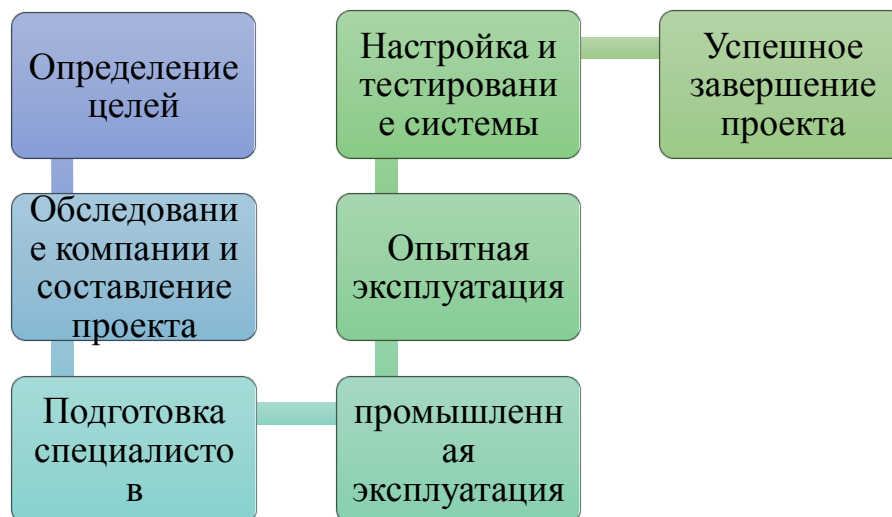 Определение
целей
Обследовани
е компании и
составление
проекта
Подготовка
специалисто
в
промышленн
ая
эксплуатация
Опытная
эксплуатация
Настройка и
тестировани
е системы
Успешное
завершение
проекта